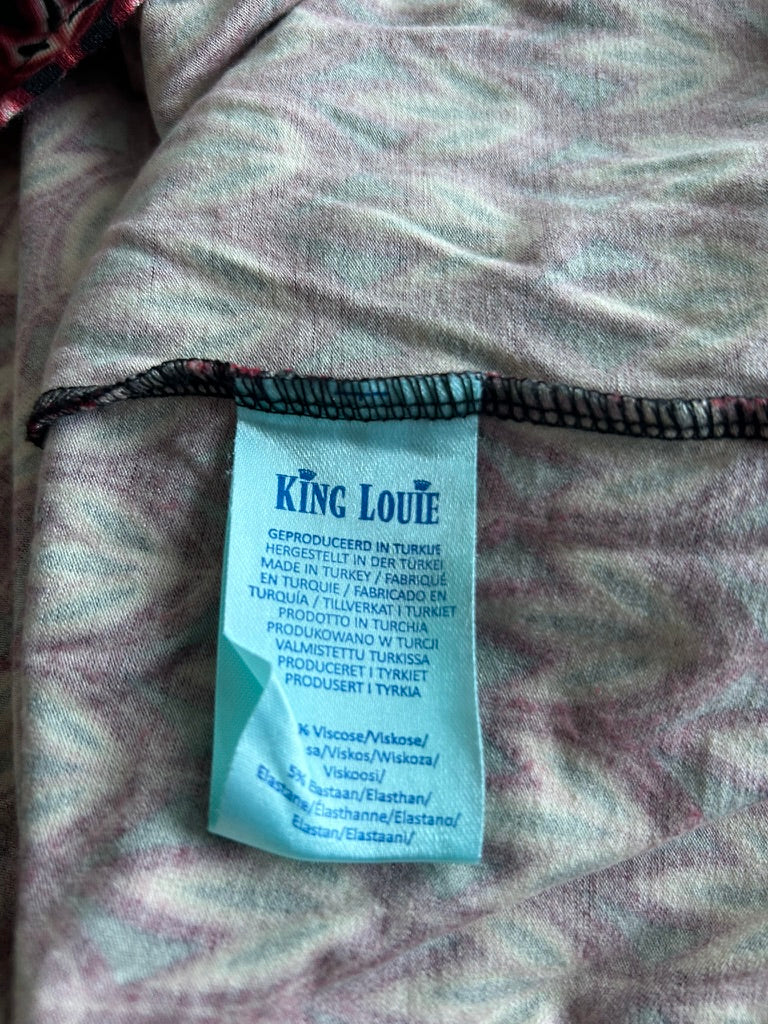 KING LOUIE
GEPRODUCEERD IN TURKIJE
HERGESTELLT IN DER TÜRKEI
MADE IN TURKEY / FABRIQUÉ
EN TURQUIE / FABRICADO EN
TURQUÍA / TILLVERKAT I TURKIET
PRODOTTO IN TURCHIA
PRODUKOWANO W TURCJI
VALMISTETTU TURKISSA
PRODUCERET I TYRKIET
PRODUSERT I TYRKIA
% Viscose/Viskose/
sa/Viskos/Wiskoza/
Viskoosi/
5% Elastaan/Elasthan/
Elastane/Élasthanne/Elastano/
Elastan/Elastaani/